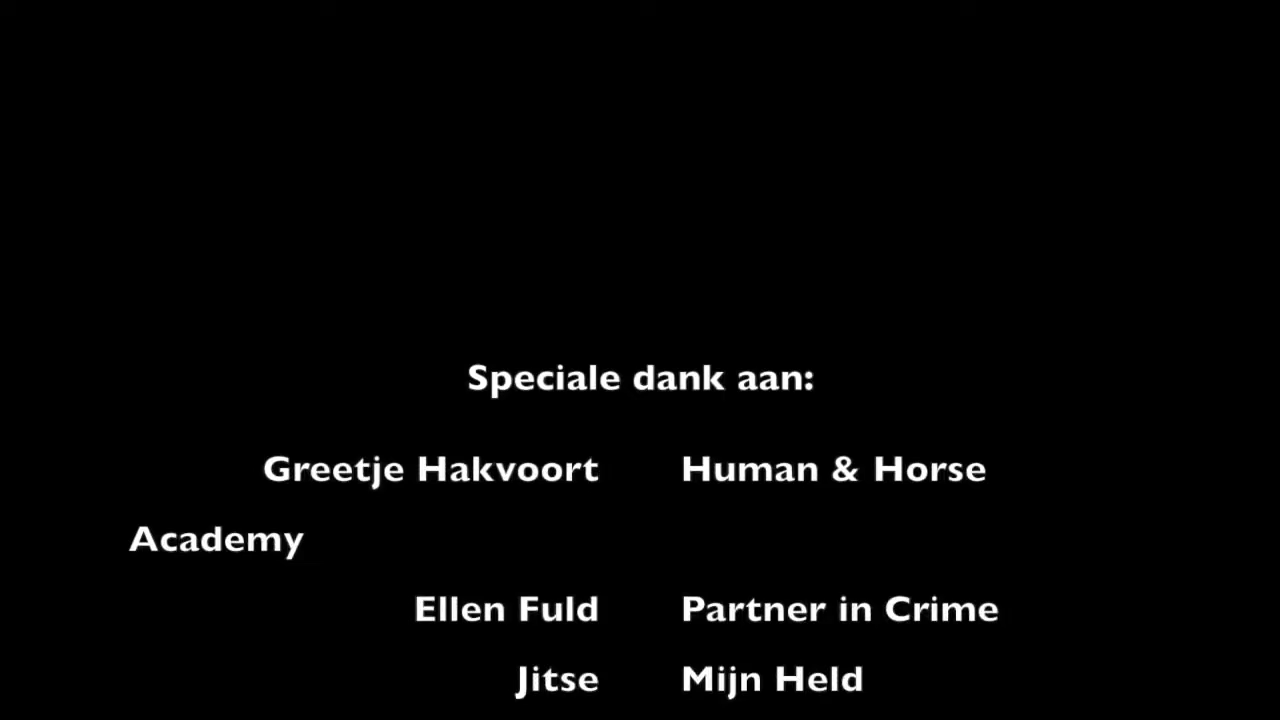 Speciale dank aan:
Greetje Hakvoort Human & Horse
Academy
Ellen Fuld Partner in Crime
Jitse Mijn Held